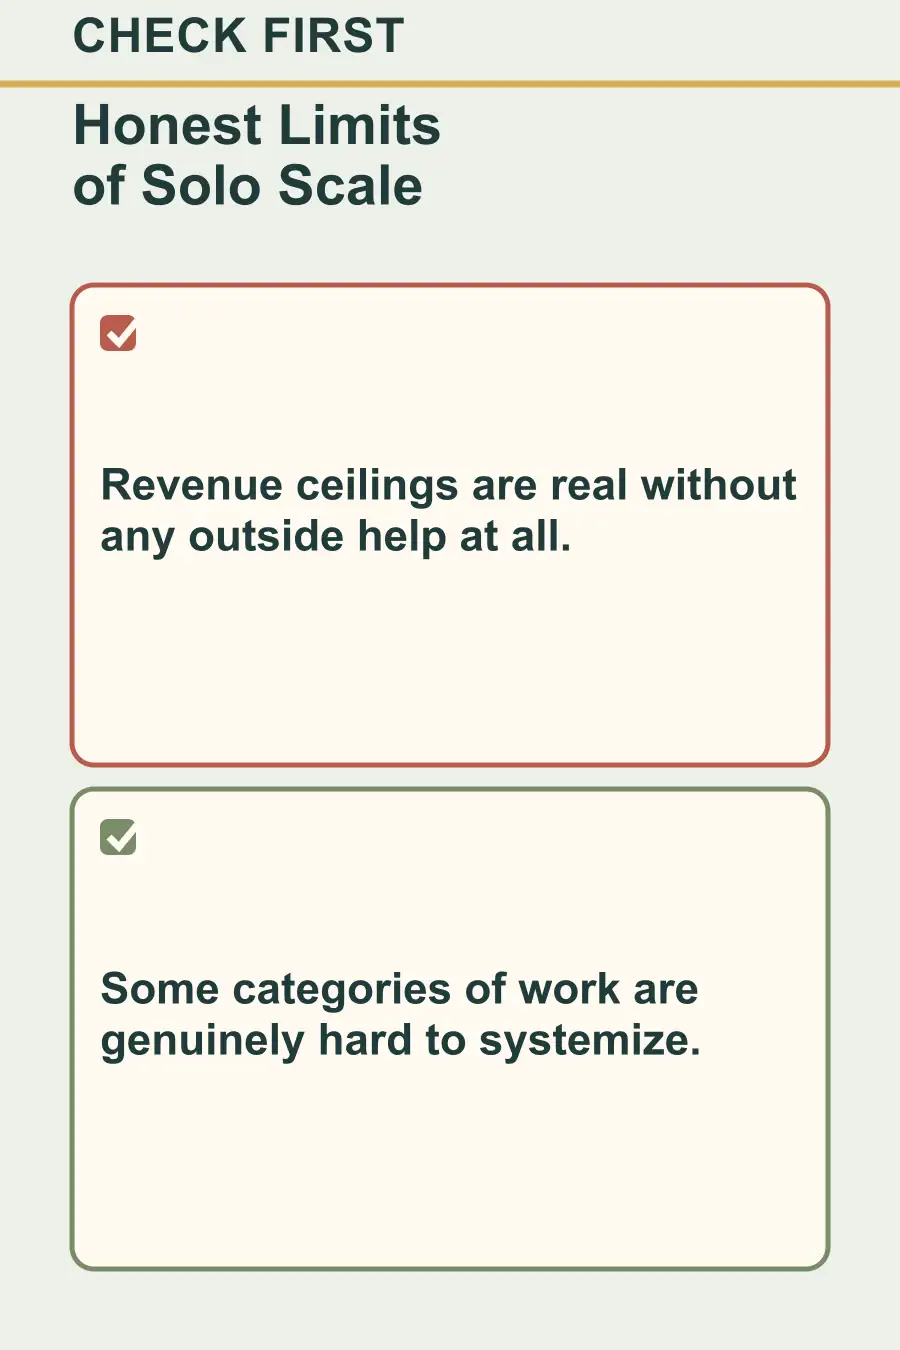 CHECK FIRST
Honest Limits
of Solo Scale
Revenue ceilings are real without
any outside help at all.
Some categories of work are
genuinely hard to systemize.